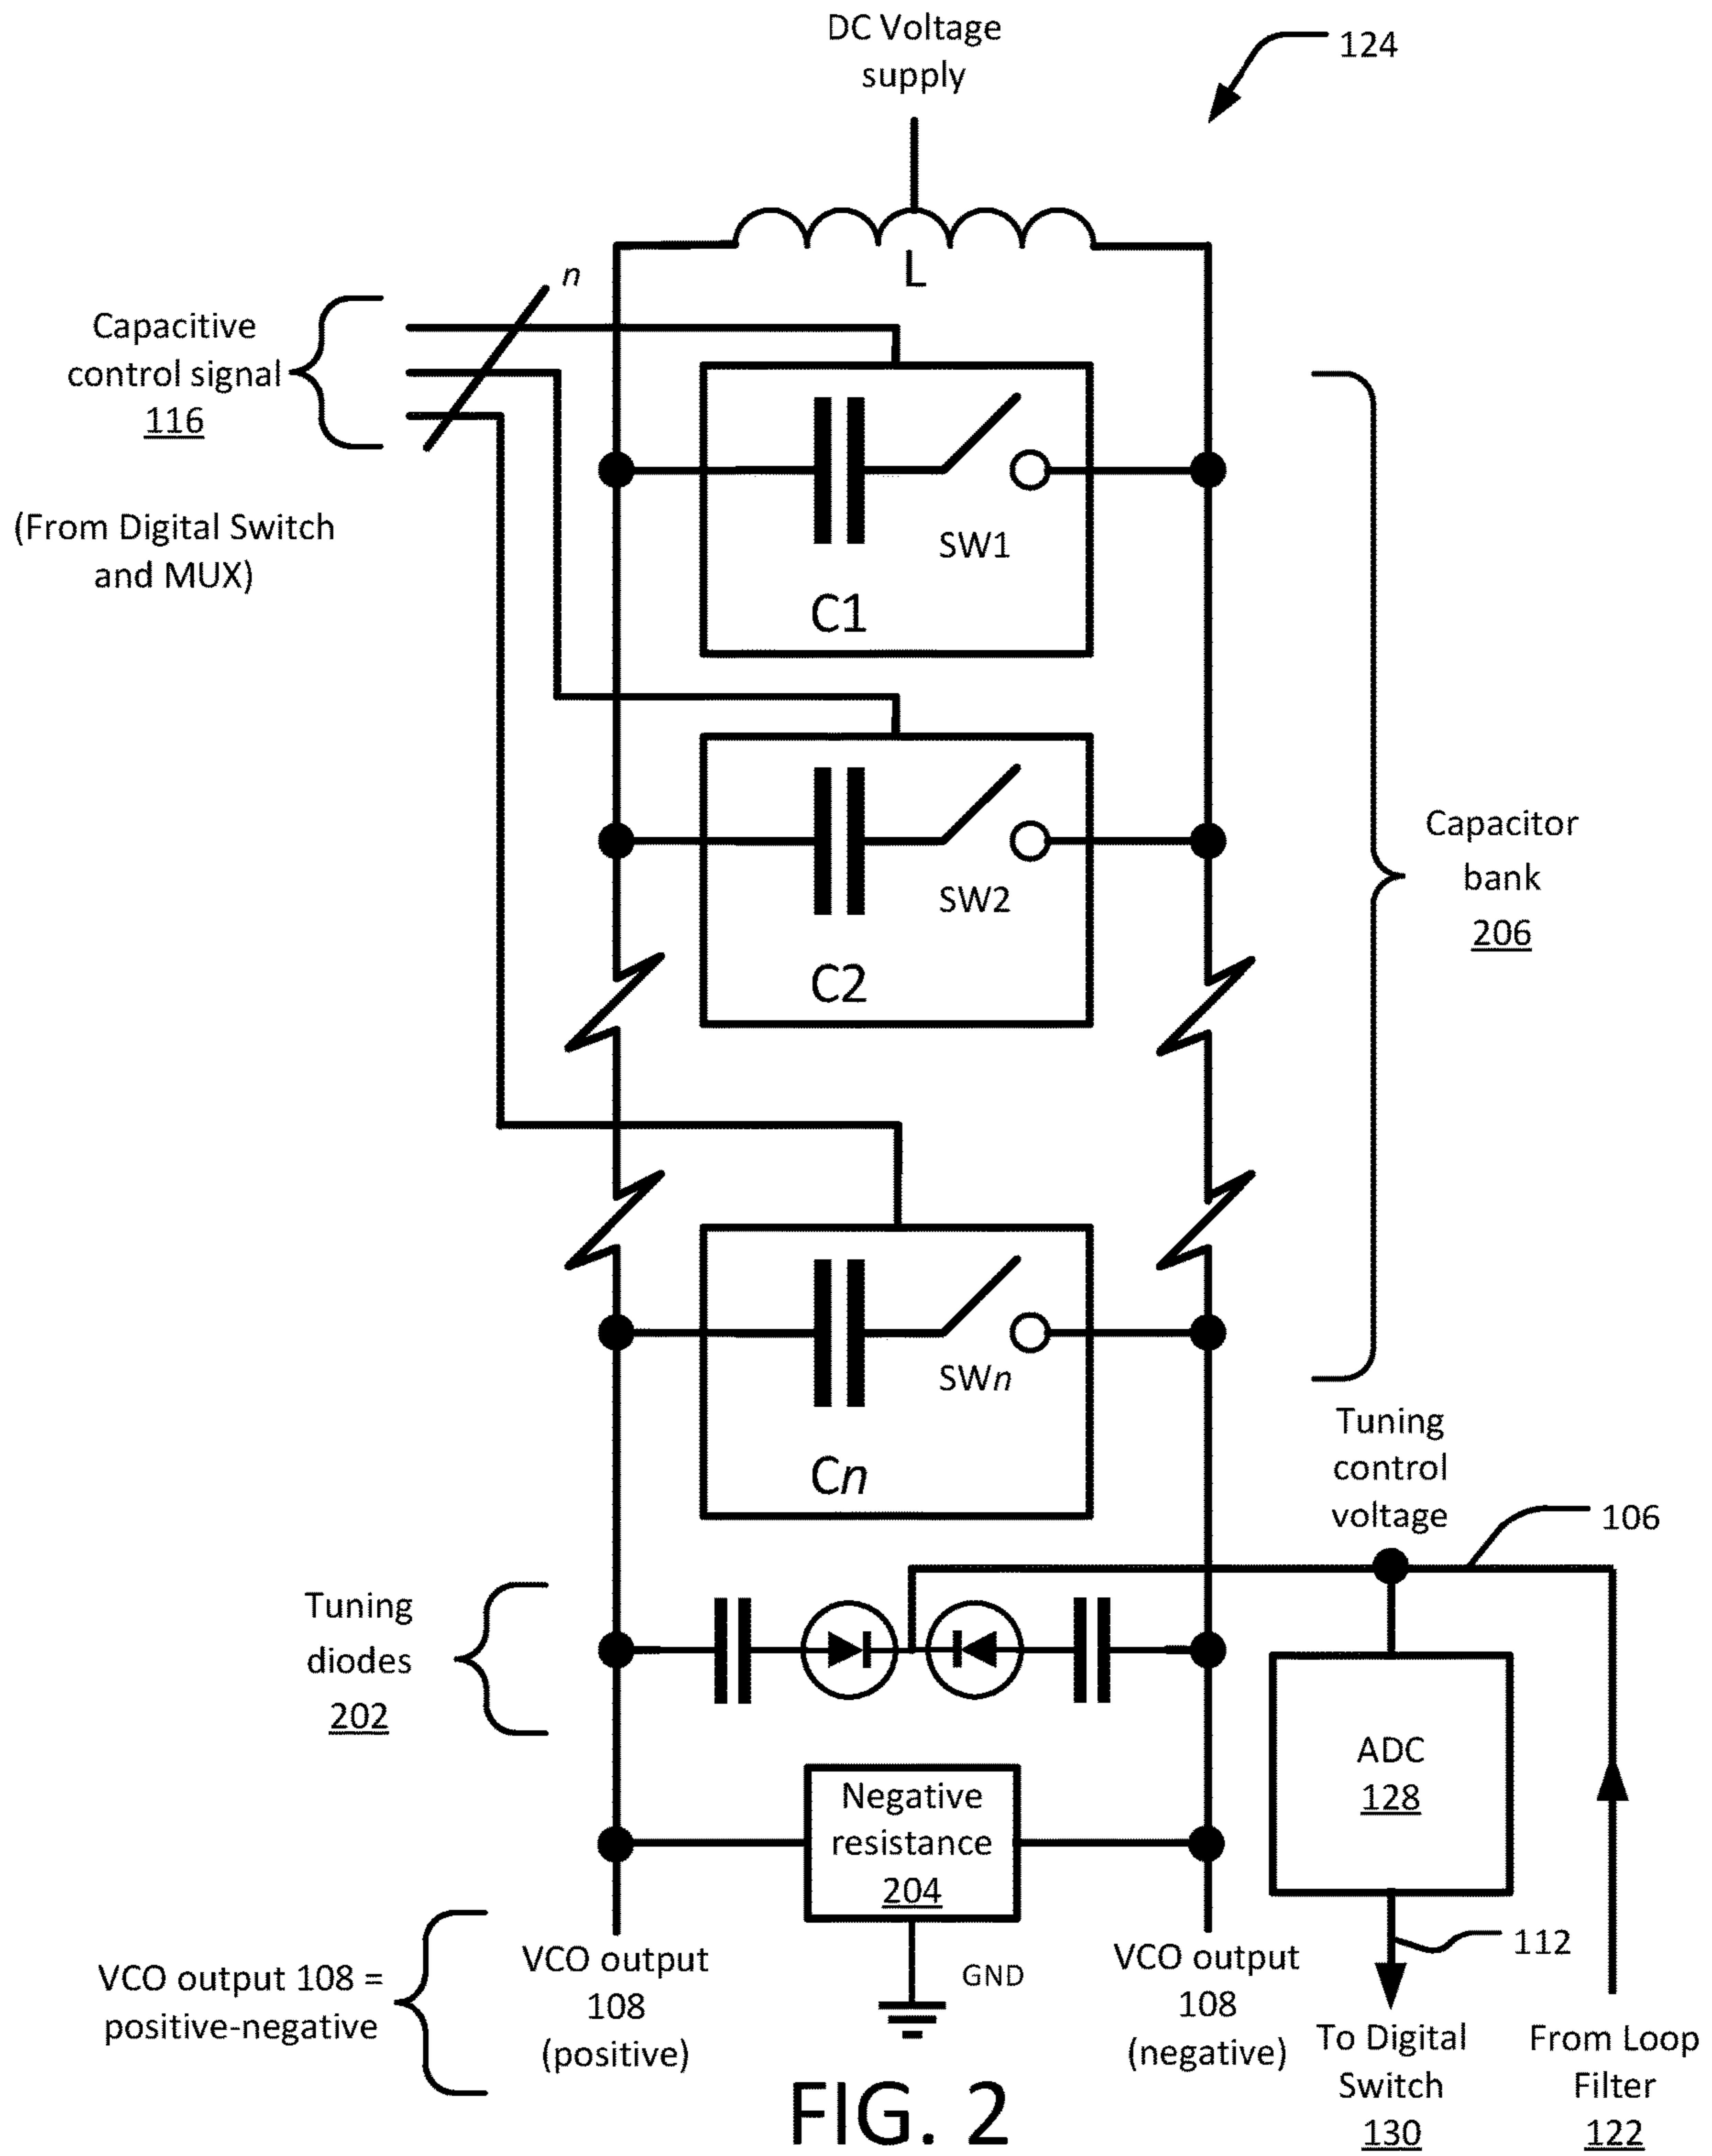 DC Voltage
supply
124
L
n
Capacitive
control signal
116
(From Digital Switch
and MUX)
SW1
C1
SW2
C2
Capacitor
bank
206
SWn
Cn
Tuning
control
voltage
106
Tuning
diodes
202
ADC
128
Negative
resistance
204
112
VCO output 108 =
positive-negative
VCO output
108
(positive)
GND
VCO output
108
(negative)
To Digital
Switch
130
From Loop
Filter
122
FIG. 2